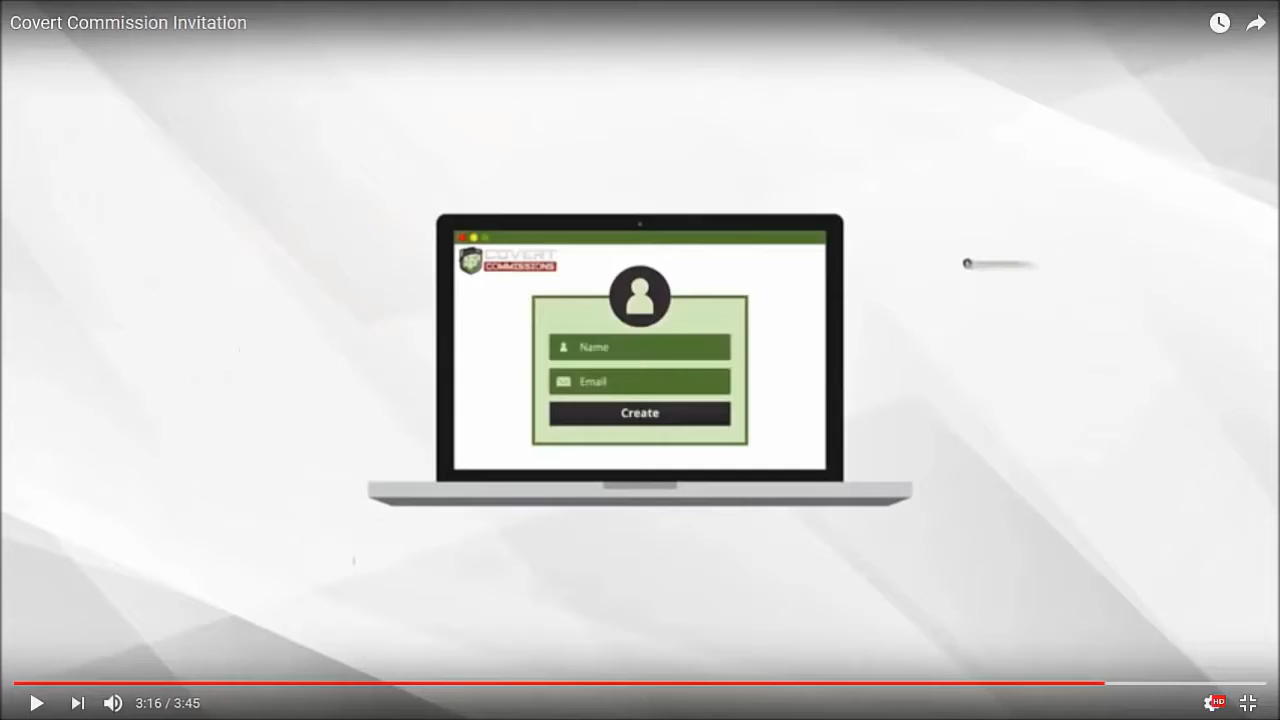 Covert Commission Invitation
COVERT
COMMISSIONS
Name
Email
Create
3:16 / 3:45
HD